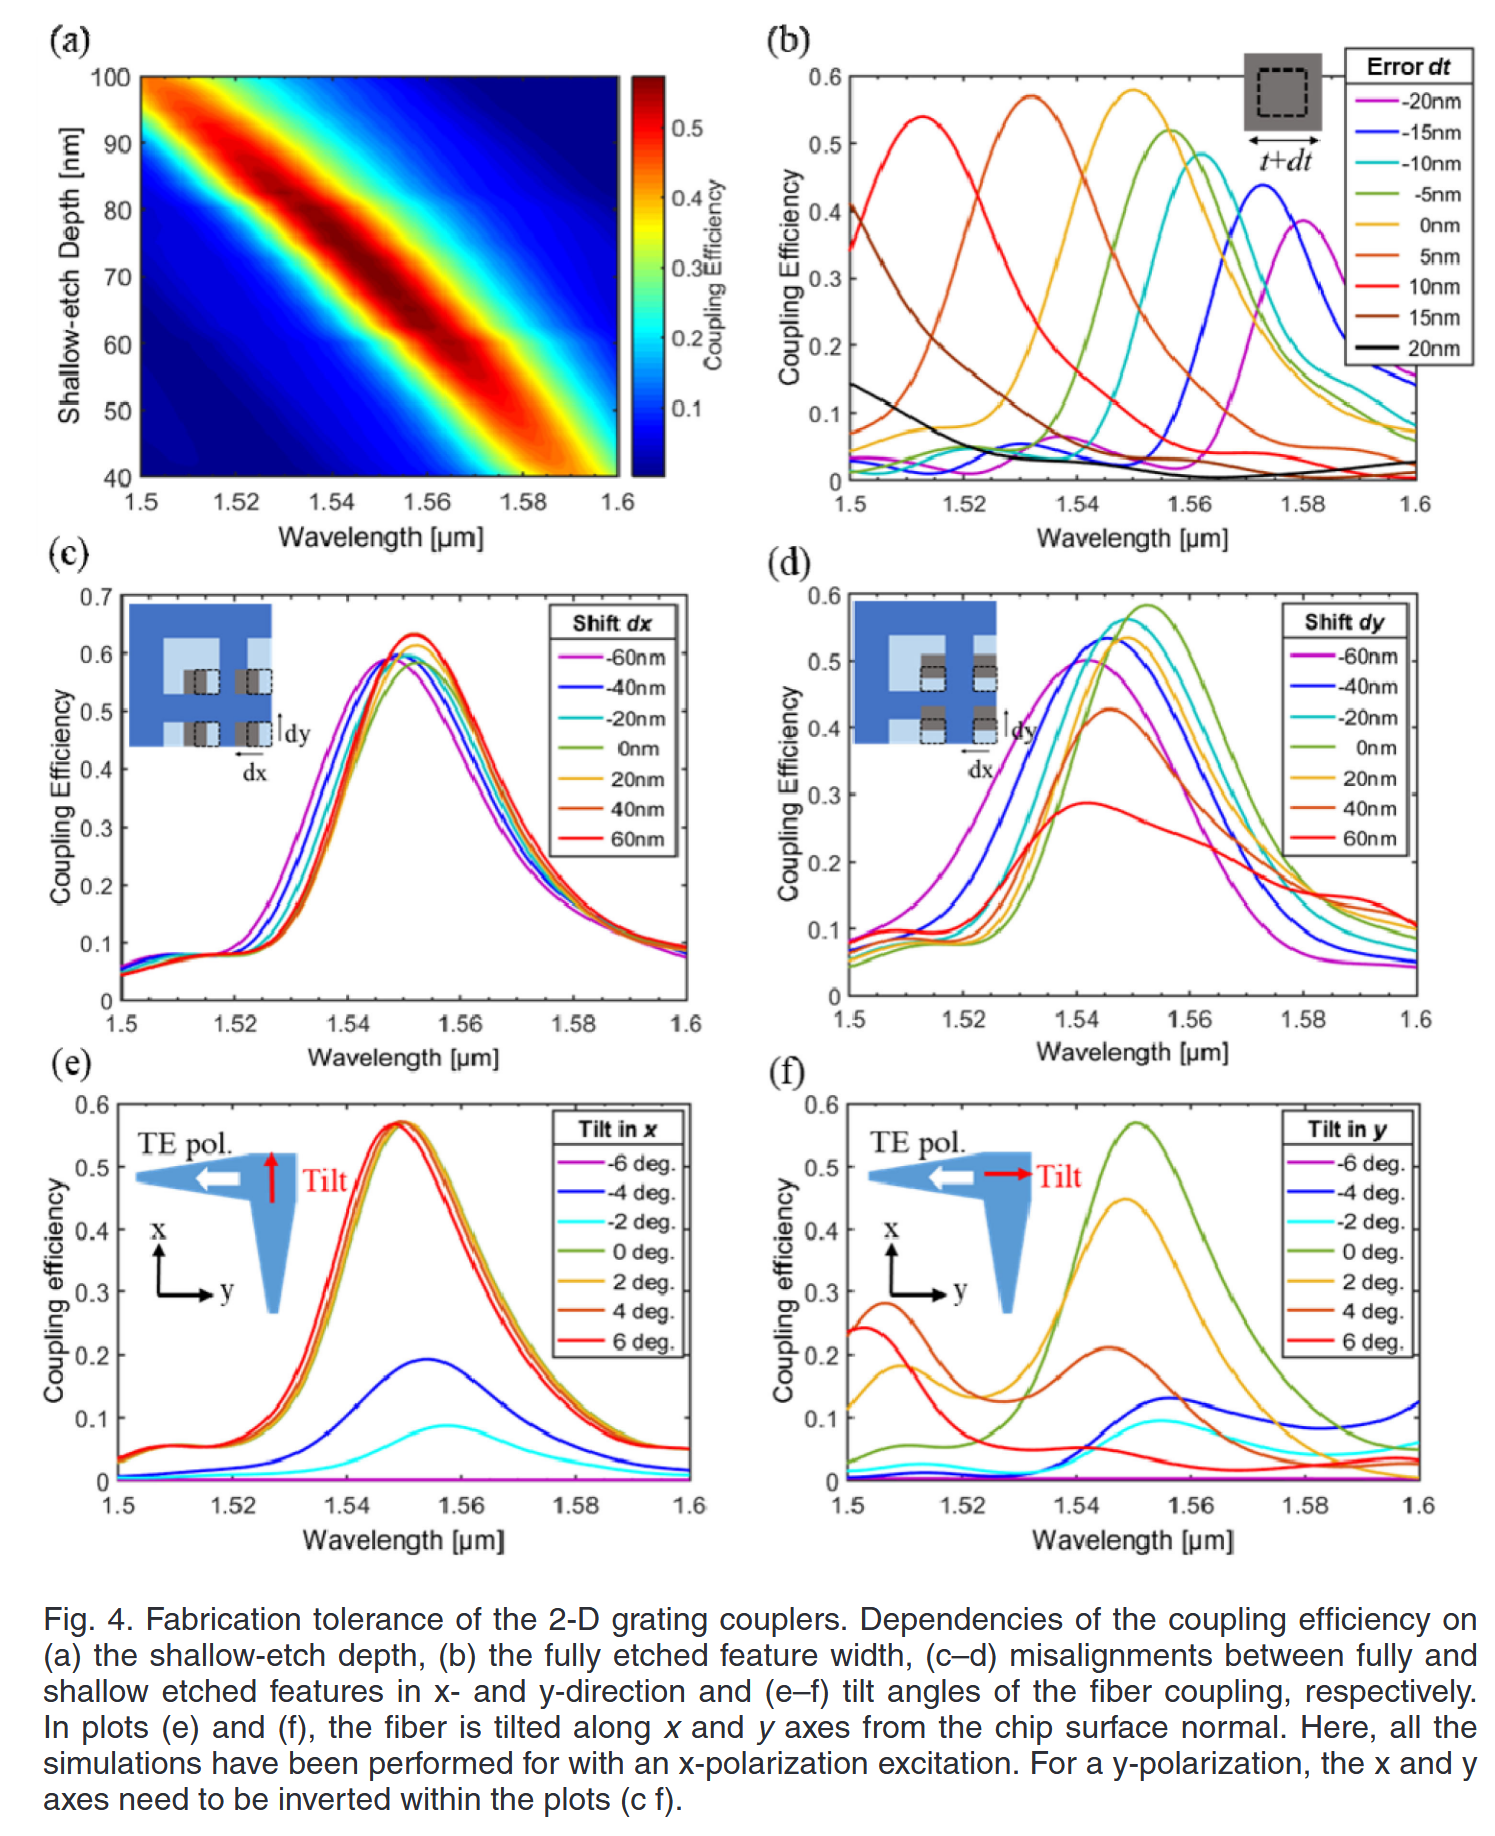 (a)
100
90
80
70
60
50
40
Shallow-etch Depth [nm]
1.5 1.52 1.54 1.56 1.58 1.6
Wavelength [µm]
0.5
0.4
0.3
0.2
0.1
Coupling Efficiency
(b)
0.6
0.5
0.4
0.3
0.2
0.1
0
Coupling Efficiency
1.5 1.52 1.54 1.56 1.58 1.6
Wavelength [µm]
t+dt
Error dt
-20nm
-15nm
-10nm
-5nm
0nm
5nm
10nm
15nm
20nm
(c)
0.7
0.6
0.5
0.4
0.3
0.2
0.1
0
Coupling Efficiency
1.5 1.52 1.54 1.56 1.58 1.6
Wavelength [µm]
dy
dx
Shift dx
-60nm
-40nm
-20nm
0nm
20nm
40nm
60nm
(d)
0.6
0.5
0.4
0.3
0.2
0.1
0
Coupling Efficiency
1.5 1.52 1.54 1.56 1.58 1.6
Wavelength [µm]
dy
dx
Shift dy
-60nm
-40nm
-20nm
0nm
20nm
40nm
60nm
(e)
0.6
0.5
0.4
0.3
0.2
0.1
0
Coupling efficiency
1.5 1.52 1.54 1.56 1.58 1.6
Wavelength [µm]
TE pol.
Tilt
x
y
Tilt in x
-6 deg.
-4 deg.
-2 deg.
0 deg.
2 deg.
4 deg.
6 deg.
(f)
0.6
0.5
0.4
0.3
0.2
0.1
0
Coupling efficiency
1.5 1.52 1.54 1.56 1.58 1.6
Wavelength [µm]
TE pol.
Tilt
x
y
Tilt in y
-6 deg.
-4 deg.
-2 deg.
0 deg.
2 deg.
4 deg.
6 deg.
Fig. 4. Fabrication tolerance of the 2-D grating couplers. Dependencies of the coupling efficiency on
(a) the shallow-etch depth, (b) the fully etched feature width, (c–d) misalignments between fully and
shallow etched features in x- and y-direction and (e–f) tilt angles of the fiber coupling, respectively.
In plots (e) and (f), the fiber is tilted along x and y axes from the chip surface normal. Here, all the
simulations have been performed for with an x-polarization excitation. For a y-polarization, the x and y
axes need to be inverted within the plots (c f).